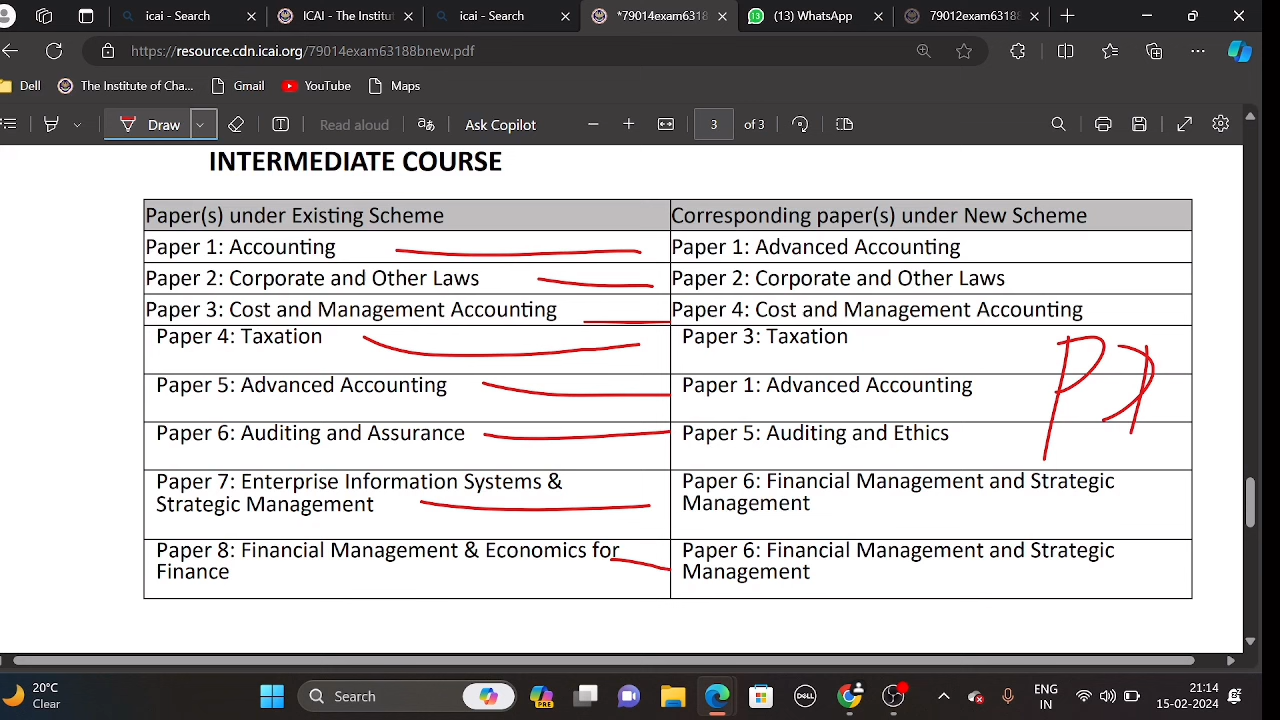 icai - Search
ICAI - The Institut
icai - Search
*79014exam6318
(13) WhatsApp
79012exam63188
https://resource.cdn.icai.org/79014exam63188bnew.pdf
Dell
The Institute of Cha...
Gmail
YouTube
Maps
Draw
Read aloud
Ask Copilot
3 of 3
INTERMEDIATE COURSE
Paper(s) under Existing Scheme
Corresponding paper(s) under New Scheme
Paper 1: Accounting
Paper 1: Advanced Accounting
Paper 2: Corporate and Other Laws
Paper 2: Corporate and Other Laws
Paper 3: Cost and Management Accounting
Paper 4: Cost and Management Accounting
Paper 4: Taxation
Paper 3: Taxation
Paper 5: Advanced Accounting
Paper 1: Advanced Accounting
Paper 6: Auditing and Assurance
Paper 5: Auditing and Ethics
Paper 7: Enterprise Information Systems &
Strategic Management
Paper 6: Financial Management and Strategic
Management
Paper 8: Financial Management & Economics for
Finance
Paper 6: Financial Management and Strategic
Management
20°C
Clear
Search
PRE
DELL
ENG
IN
21:14
15-02-2024